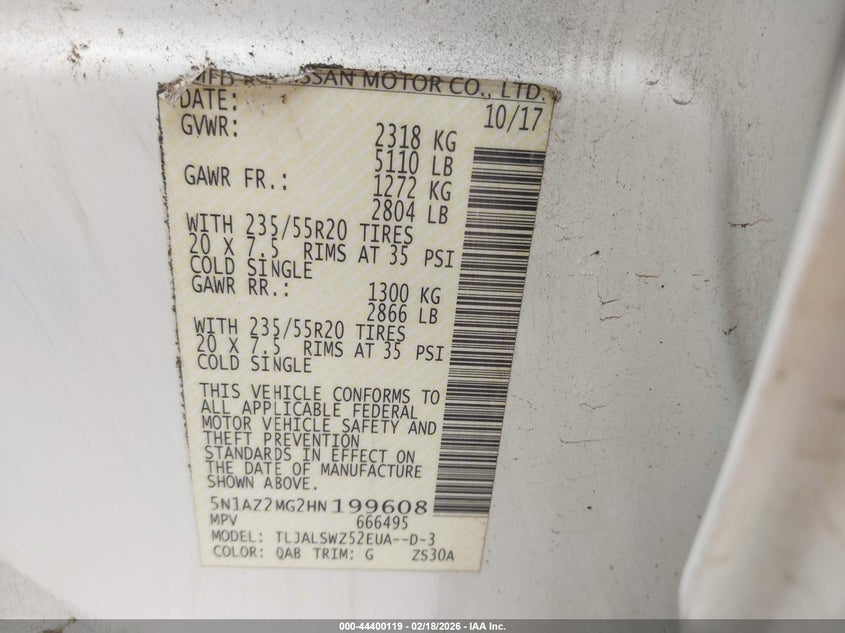 MFD NISSAN MOTOR CO., LTD.
DATE: 10/17
GVWR: 2318 KG
5110 LB
GAWR FR.: 1272 KG
2804 LB
WITH 235/55R20 TIRES
20 X 7.5 RIMS AT 35 PSI
COLD SINGLE
GAWR RR.: 1300 KG
2866 LB
WITH 235/55R20 TIRES
20 X 7.5 RIMS AT 35 PSI
COLD SINGLE
THIS VEHICLE CONFORMS TO
ALL APPLICABLE FEDERAL
MOTOR VEHICLE SAFETY AND
THEFT PREVENTION
STANDARDS IN EFFECT ON
THE DATE OF MANUFACTURE
SHOWN ABOVE.
5N1AZ2MG2HN199608
MPV 666495
MODEL: TLJALSWZ52EUA--D-3
COLOR: QAB TRIM: G ZS30A
000-44400119 - 02/18/2026 - IAA Inc.